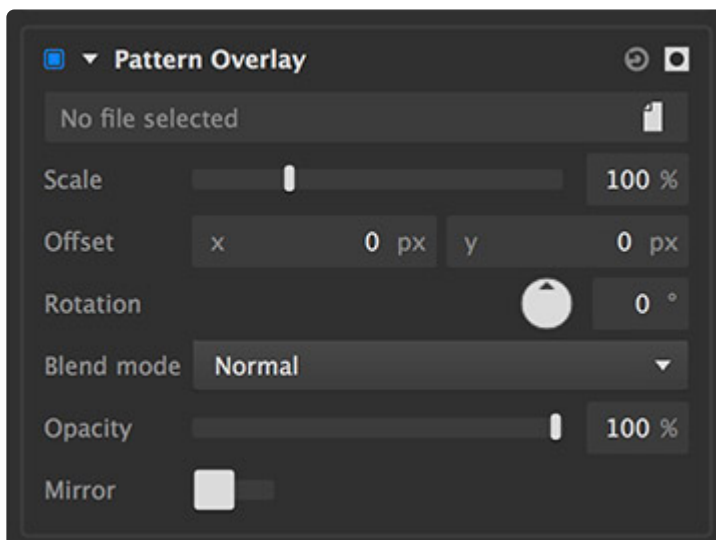 Pattern Overlay
No file selected
Scale 100 %
Offset x 0 px y 0 px
Rotation 0 °
Blend mode Normal
Opacity 100 %
Mirror